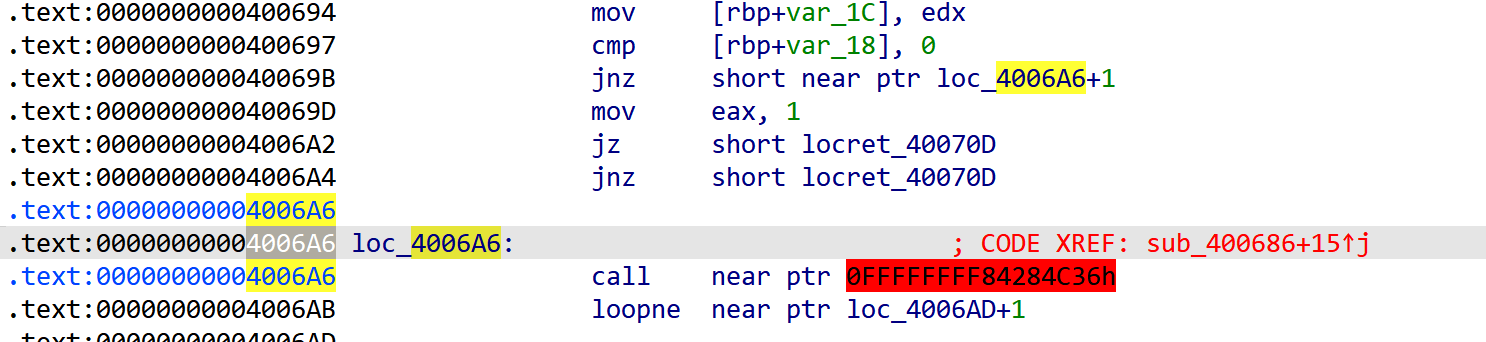 .text:0000000000400694 mov [rbp+var_1C], edx
.text:0000000000400697 cmp [rbp+var_18], 0
.text:000000000040069B jnz short near ptr loc_4006A6+1
.text:000000000040069D mov eax, 1
.text:00000000004006A2 jz short locret_40070D
.text:00000000004006A4 jnz short locret_40070D
.text:00000000004006A6
.text:00000000004006A6 loc_4006A6: ; CODE XREF: sub_400686+15↑j
.text:00000000004006A6 call near ptr 0FFFFFFFF84284C36h
.text:00000000004006AB loopne near ptr loc_4006AD+1
.text:00000000004006AD